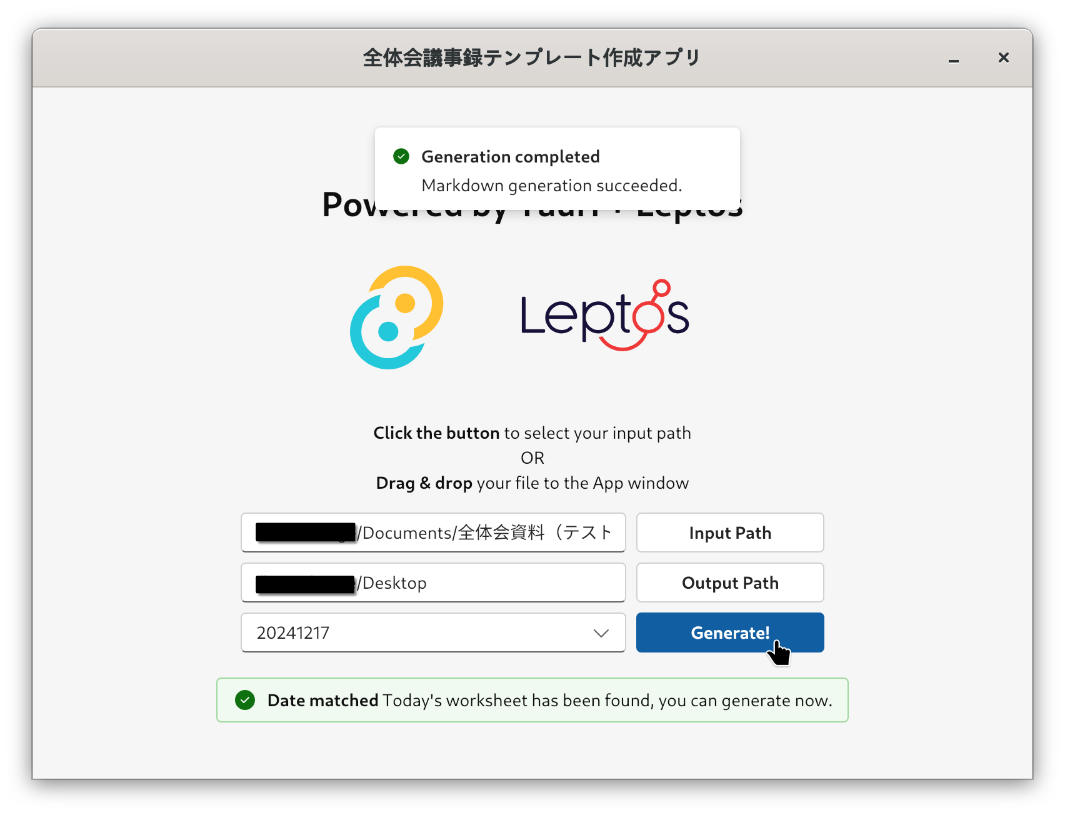 全体会議事録テンプレート作成アプリ
Generation completed
Markdown generation succeeded.
Powered by Tauri + Leptos
Leptos
Click the button to select your input path
OR
Drag & drop your file to the App window
/Documents/全体会資料（テスト
Input Path
/Desktop
Output Path
20241217
Generate!
Date matched Today's worksheet has been found, you can generate now.